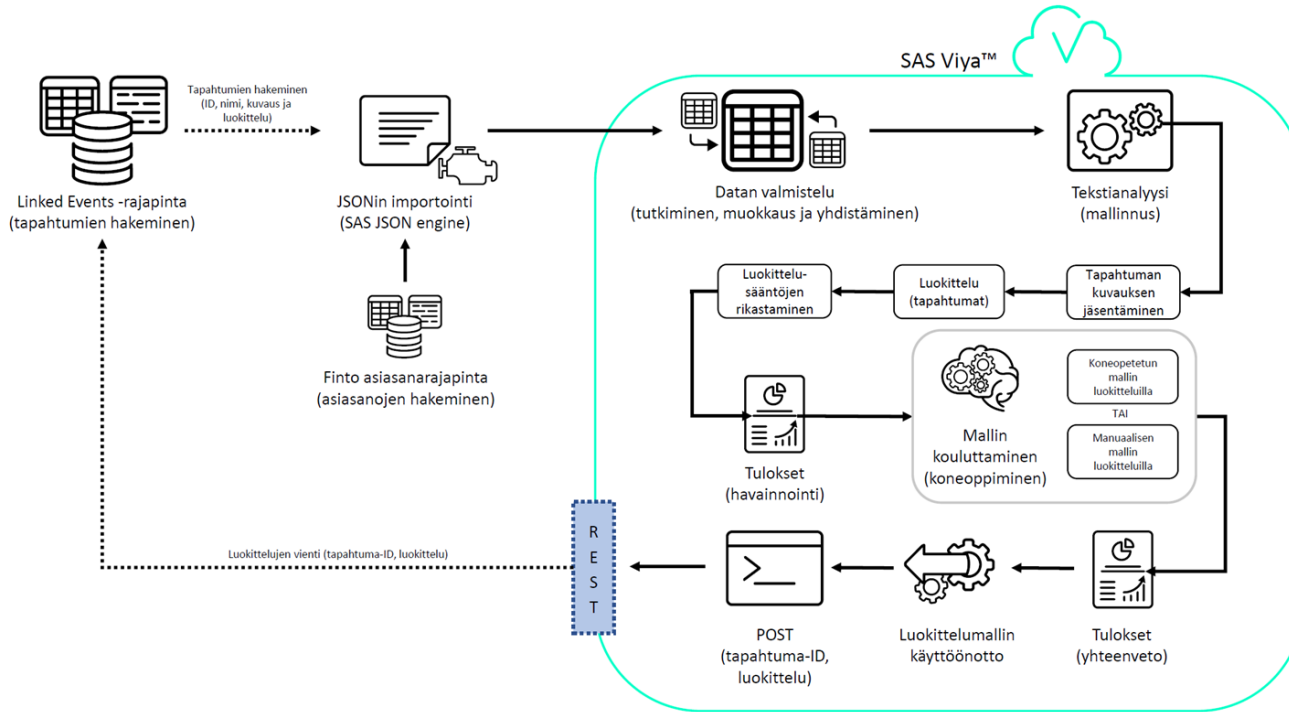 SAS Viya™
Tapahtumien hakeminen
(ID, nimi, kuvaus ja
luokittelu)
Linked Events -rajapinta
(tapahtumien hakeminen)
JSONin importointi
(SAS JSON engine)
Datan valmistelu
(tutkiminen, muokkaus ja yhdistäminen)
Tekstianalyysi
(mallinnus)
Luokittelu-
sääntöjen
rikastaminen
Luokittelu
(tapahtumat)
Tapahtuman
kuvauksen
jäsentäminen
Finto asiasanarajapinta
(asiasanojen hakeminen)
Tulokset
(havainnointi)
Mallin
kouluttaminen
(koneoppiminen)
Koneopetetun
mallin
luokitteluilla
TAI
Manuaalisen
mallin
luokitteluilla
Luokittelujen vienti (tapahtuma-ID, luokittelu)
R
E
S
T
POST
(tapahtuma-ID,
luokittelu)
Luokittelumallin
käyttöönotto
Tulokset
(yhteenveto)